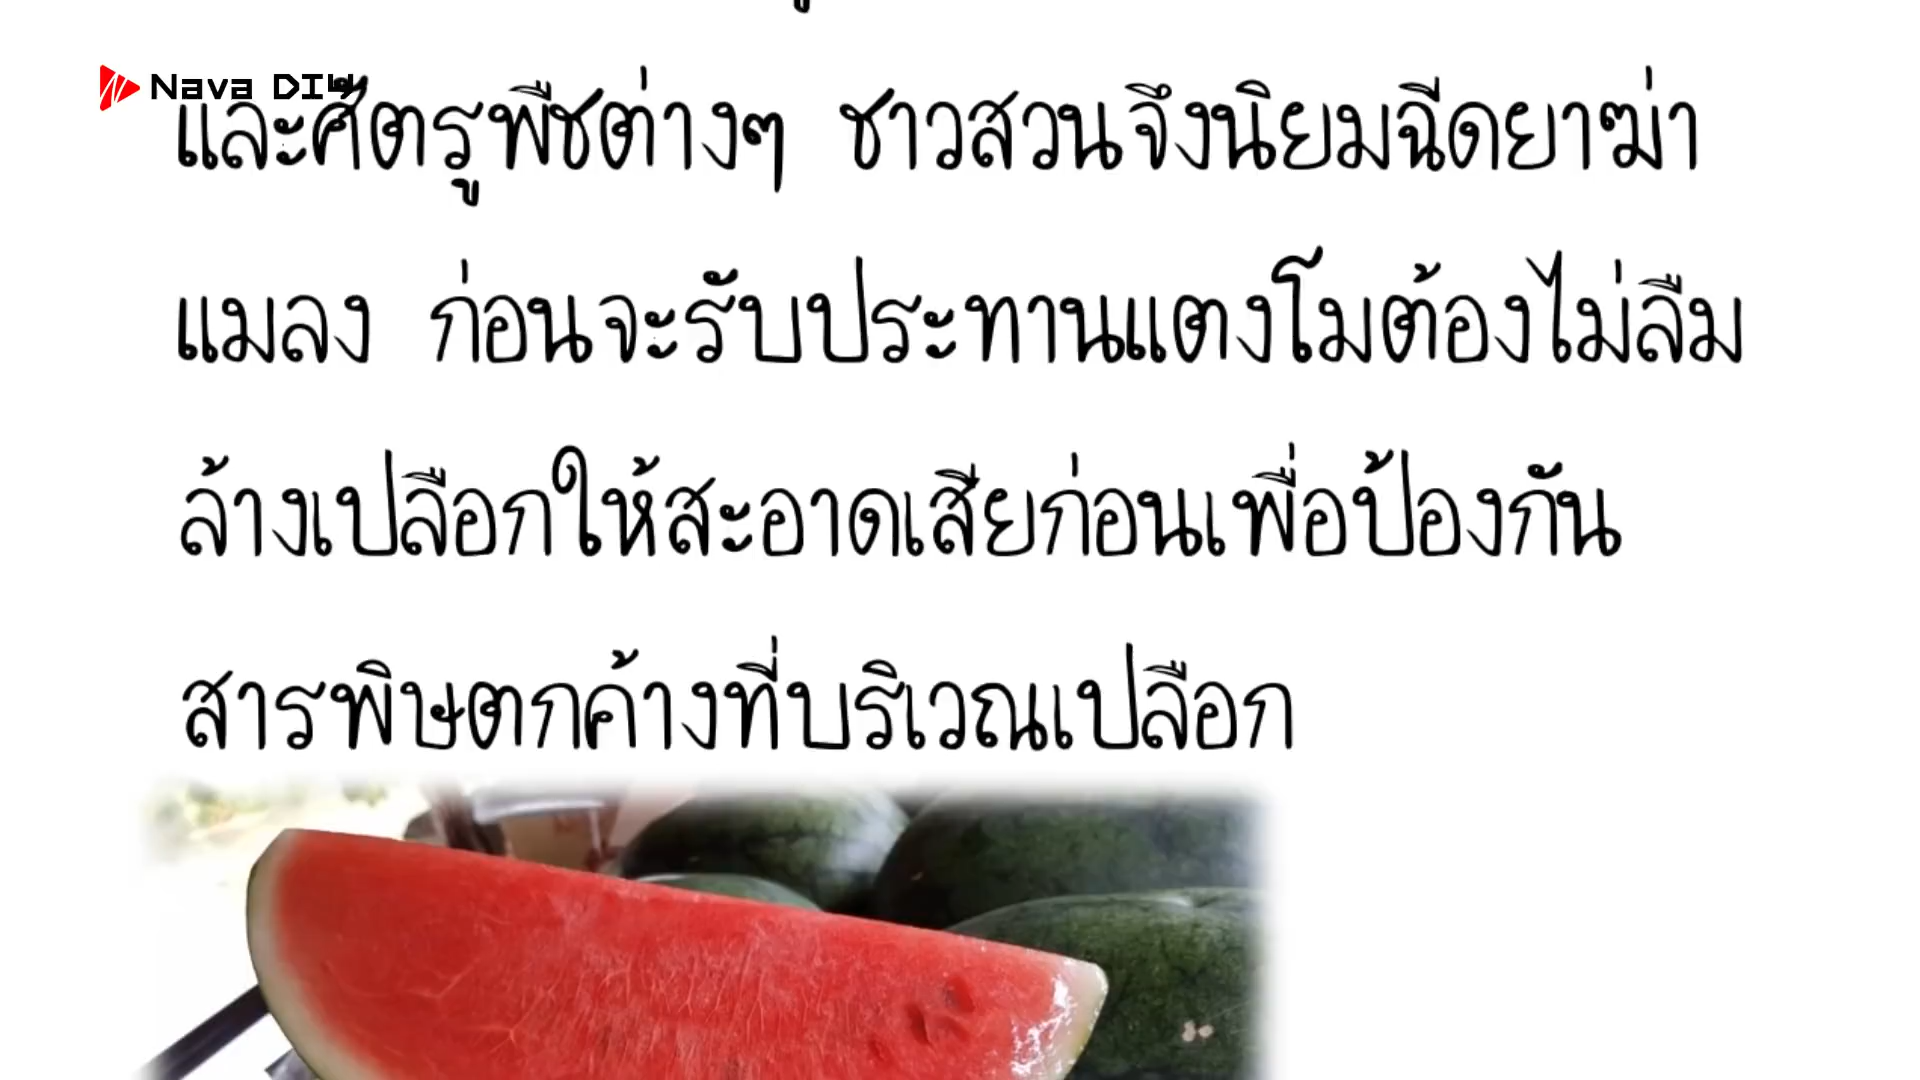 Nava DIY
และศัตรูพืชต่างๆ ชาวสวนจึงนิยมฉีดยาฆ่า
แมลง ก่อนจะรับประทานแตงโมต้องไม่ลืม
ล้างเปลือกให้สะอาดเสียก่อนเพื่อป้องกัน
สารพิษตกค้างที่บริเวณเปลือก